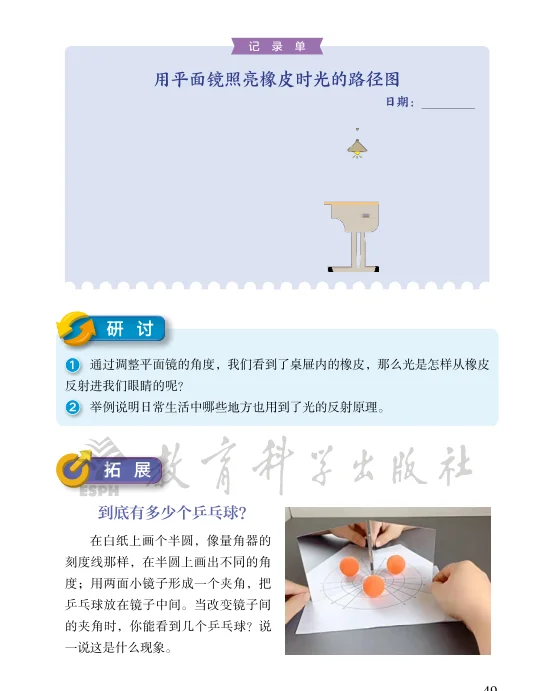 记录单
用平面镜照亮橡皮时光的路径图
日期：
研讨
1 通过调整平面镜的角度，我们看到了桌屉内的橡皮，那么光是怎样从橡皮
反射进我们眼睛的呢？
2 举例说明日常生活中哪些地方也用到了光的反射原理。
教育科学出版社
ESPH
拓展
到底有多少个乒乓球？
在白纸上画个半圆，像量角器的
刻度线那样，在半圆上画出不同的角
度；用两面小镜子形成一个夹角，把
乒乓球放在镜子中间。当改变镜子间
的夹角时，你能看到几个乒乓球？说
一说这是什么现象。